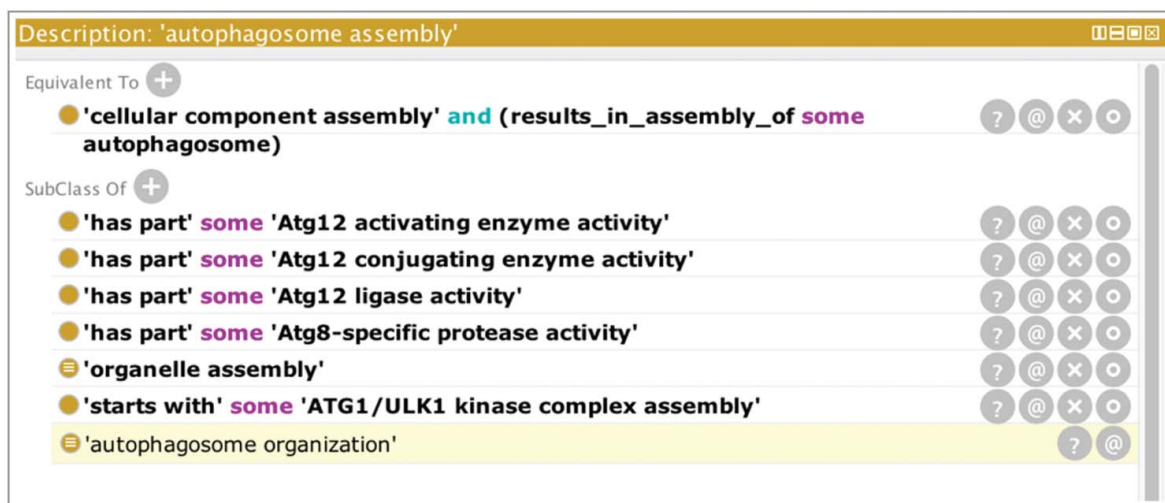 Description: 'autophagosome assembly'
Equivalent To
'cellular component assembly' and (results_in_assembly_of some
autophagosome)
SubClass Of
'has part' some 'Atg12 activating enzyme activity'
'has part' some 'Atg12 conjugating enzyme activity'
'has part' some 'Atg12 ligase activity'
'has part' some 'Atg8-specific protease activity'
'organelle assembly'
'starts with' some 'ATG1/ULK1 kinase complex assembly'
'autophagosome organization'